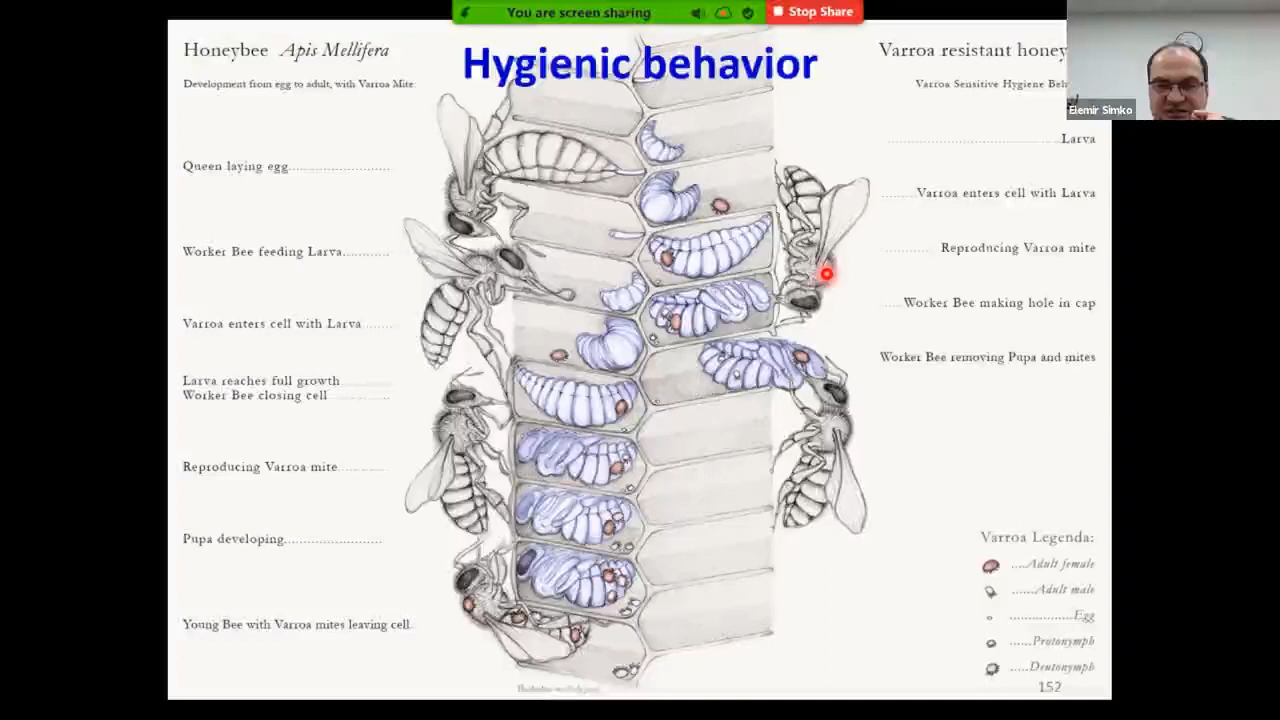 You are screen sharing
Stop Share
Hygienic behavior
Honeybee Apis Mellifera
Development from egg to adult, with Varroa Mite
Queen laying egg
Worker Bee feeding Larva
Varroa enters cell with Larva
Larva reaches full growth
Worker Bee closing cell
Reproducing Varroa mite
Pupa developing
Young Bee with Varroa mites leaving cell
Varroa resistant honey
Varroa Sensitive Hygiene Beh
Elemir Simko
Larva
Varroa enters cell with Larva
Reproducing Varroa mite
Worker Bee making hole in cap
Worker Bee removing Pupa and mites
Varroa Legenda:
Adult female
Adult male
Egg
Protonymph
Deutonymph
152